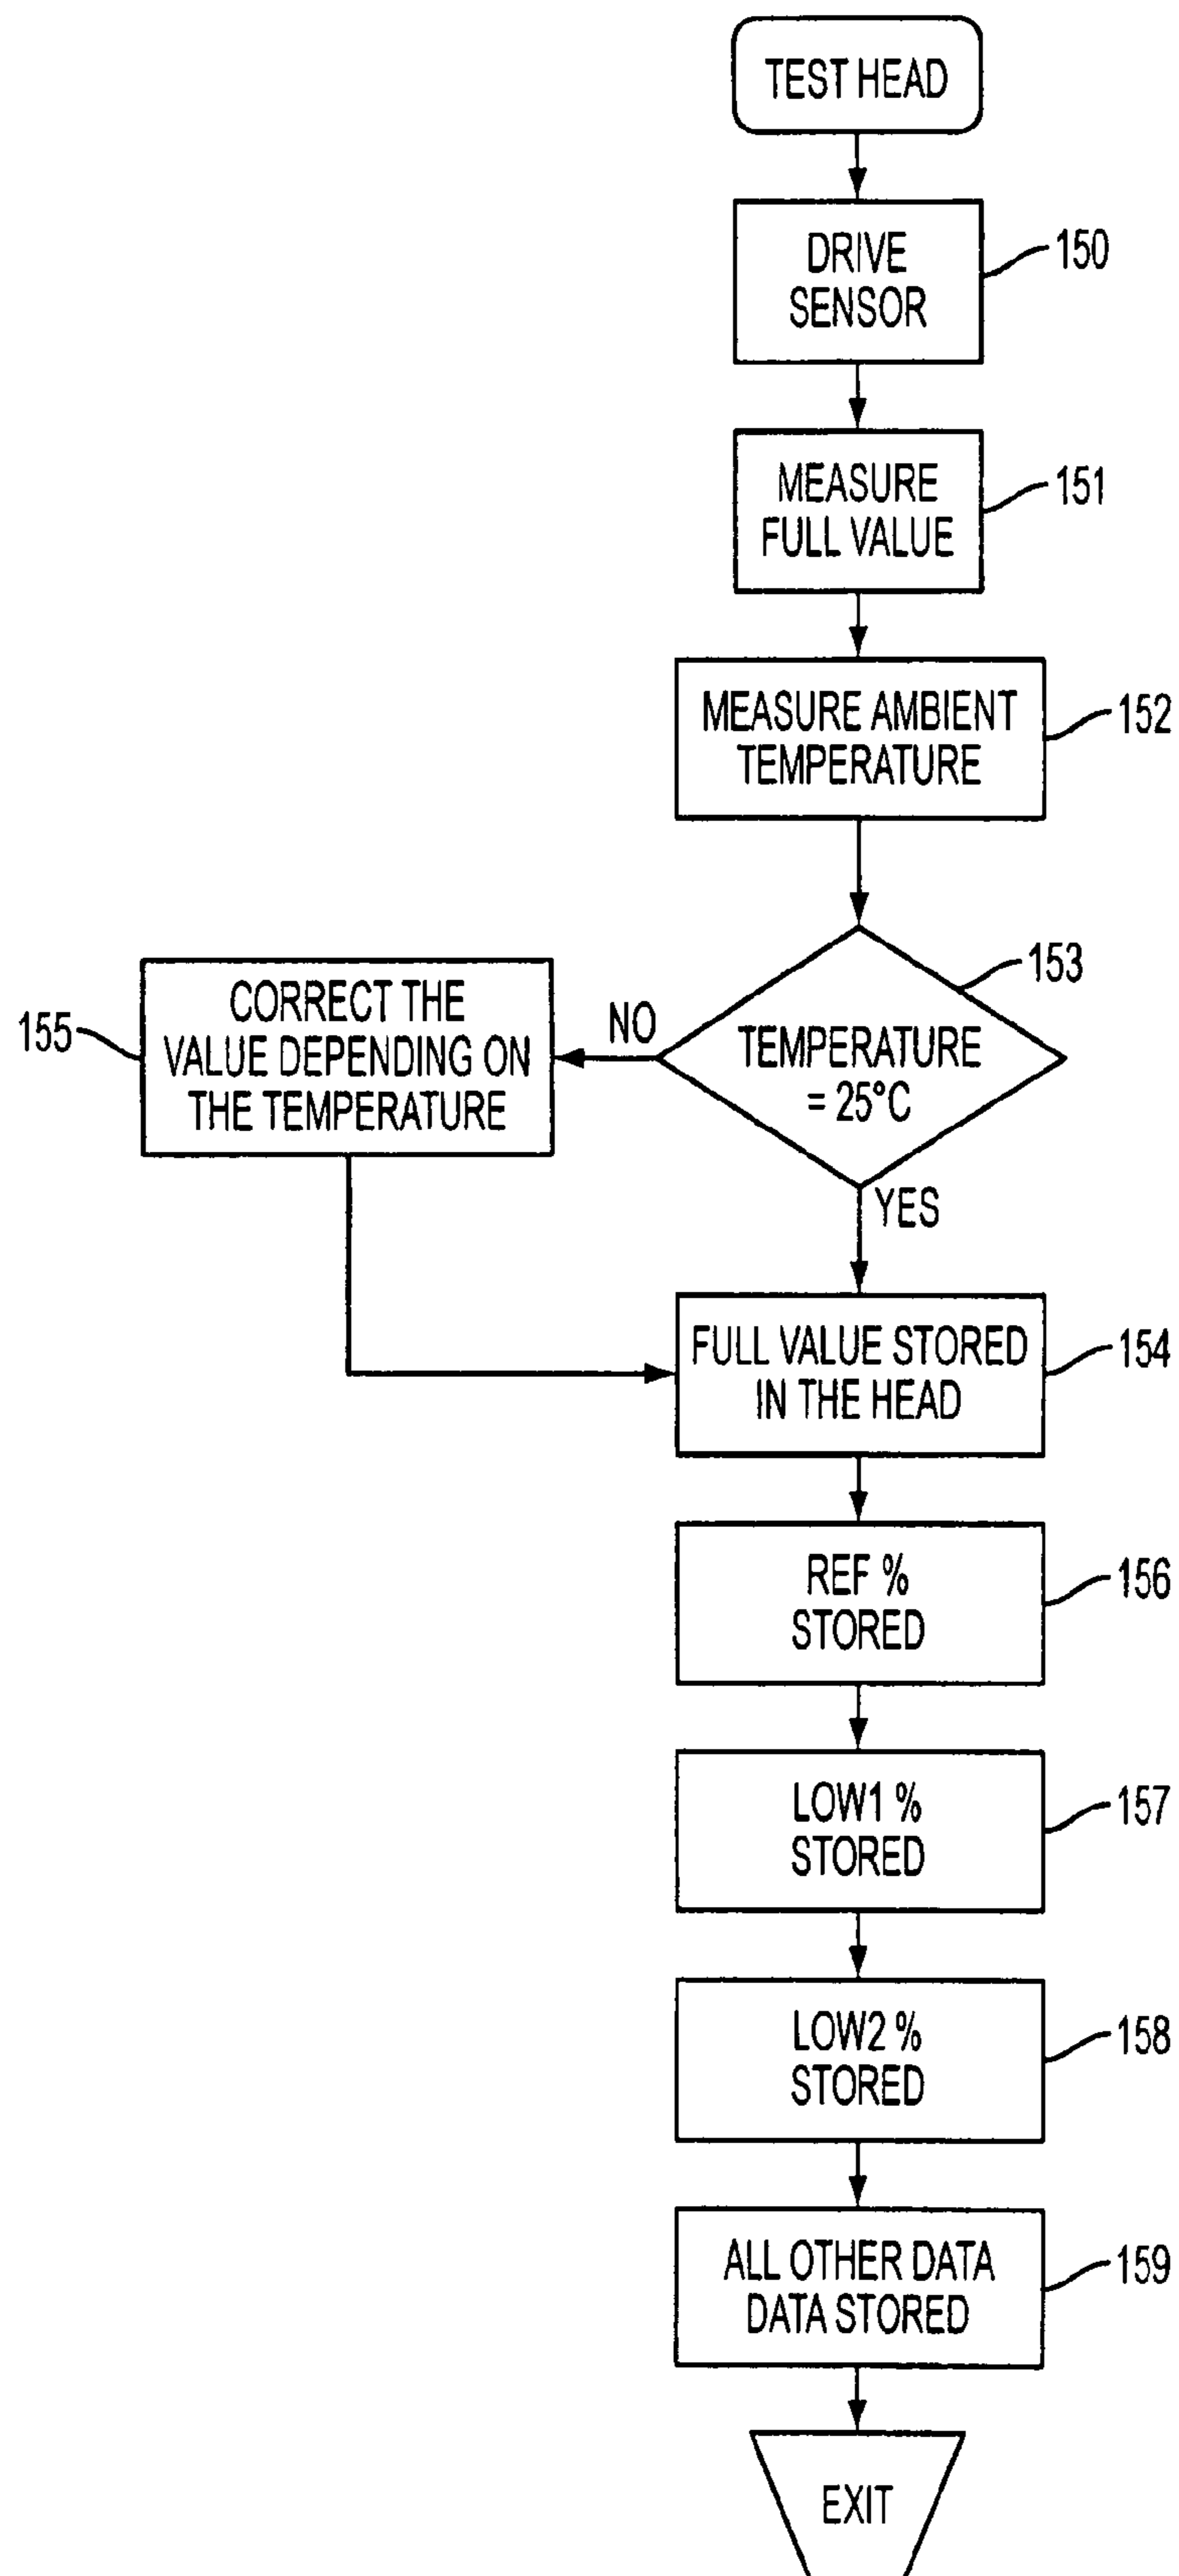 TEST HEAD
DRIVE
SENSOR
150
MEASURE
FULL VALUE
151
MEASURE AMBIENT
TEMPERATURE
152
153
TEMPERATURE
= 25°C
NO
YES
CORRECT THE
VALUE DEPENDING ON
THE TEMPERATURE
155
FULL VALUE STORED
IN THE HEAD
154
REF %
STORED
156
LOW1 %
STORED
157
LOW2 %
STORED
158
ALL OTHER DATA
DATA STORED
159
EXIT